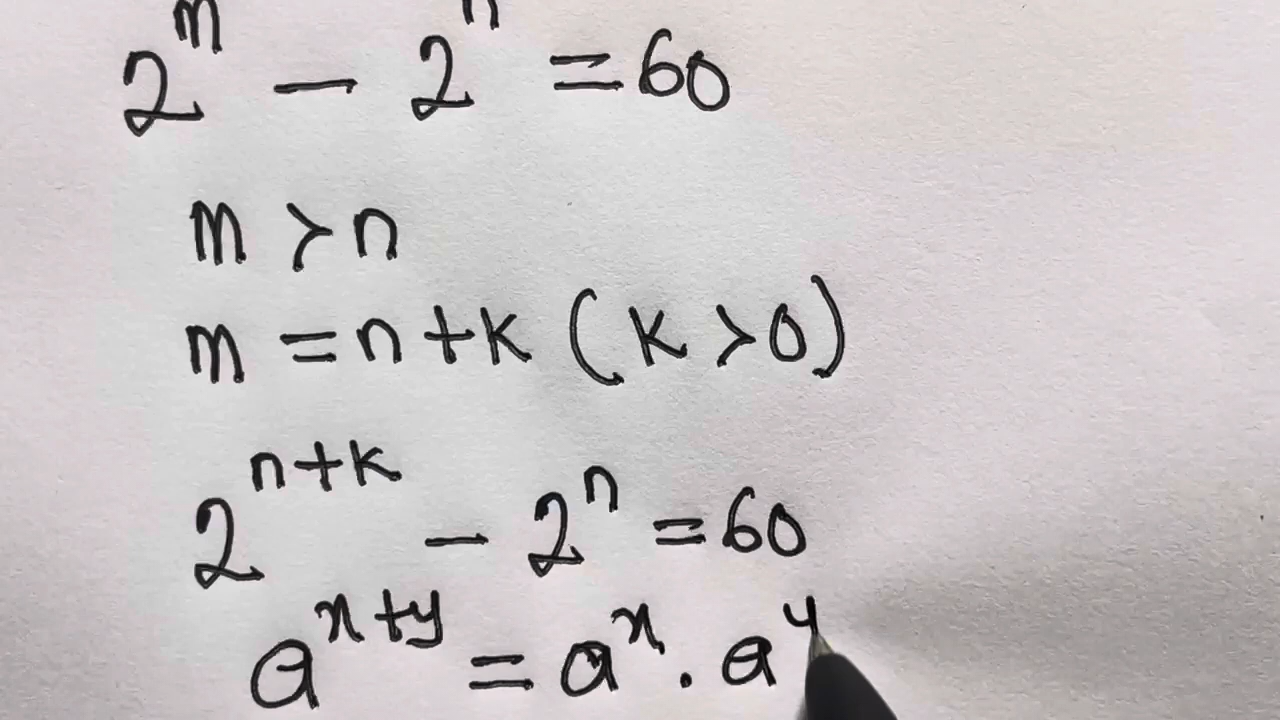 2^m - 2^n = 60
m > n
m = n + k (k > 0)
2^{n+k} - 2^n = 60
a^{x+y} = a^x . a^y